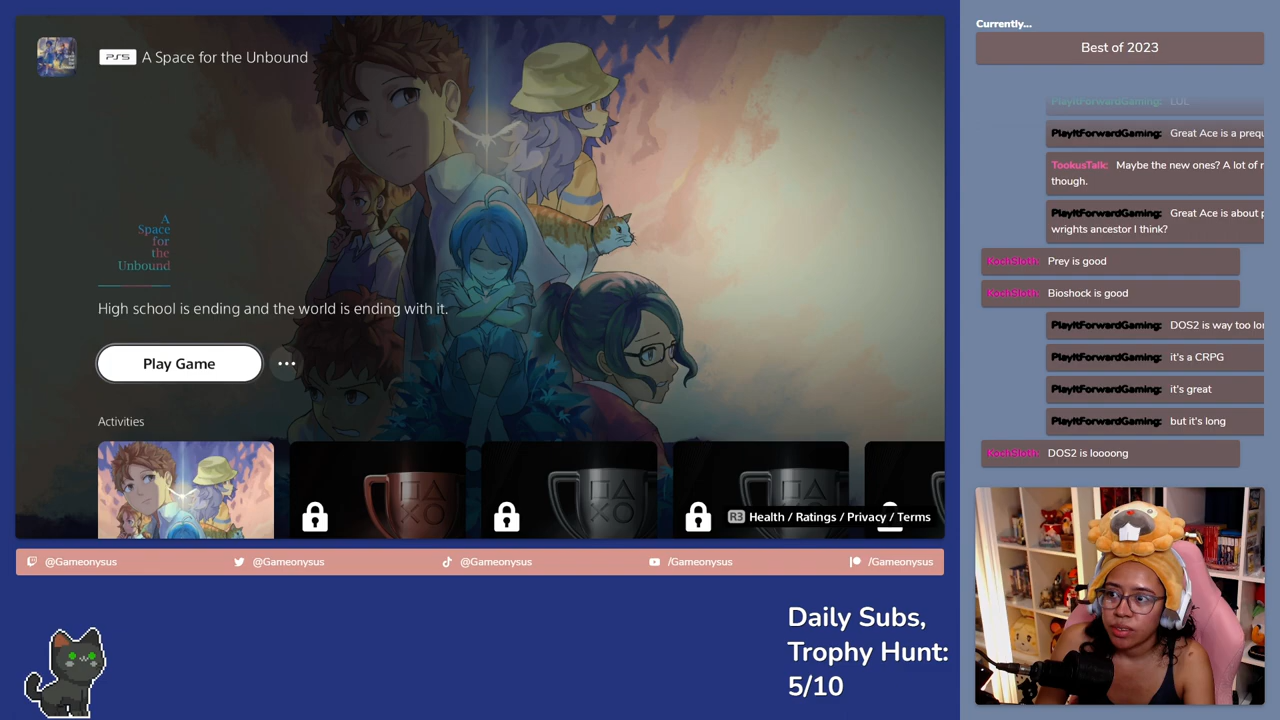 PS5 A Space for the Unbound
A
Space
for
the
Unbound
High school is ending and the world is ending with it.
Play Game
Activities
R3 Health / Ratings / Privacy / Terms
@Gameonysus
@Gameonysus
@Gameonysus
/Gameonysus
/Gameonysus
Daily Subs,
Trophy Hunt:
5/10
Currently...
Best of 2023
PlayItForwardGaming: LUL
PlayItForwardGaming: Great Ace is a prequ
TookusTalk: Maybe the new ones? A lot of
though.
PlayItForwardGaming: Great Ace is about
wrights ancestor I think?
KochSloth: Prey is good
KochSloth: Bioshock is good
PlayItForwardGaming: DOS2 is way too lo
PlayItForwardGaming: it's a CRPG
PlayItForwardGaming: it's great
PlayItForwardGaming: but it's long
KochSloth: DOS2 is loooong